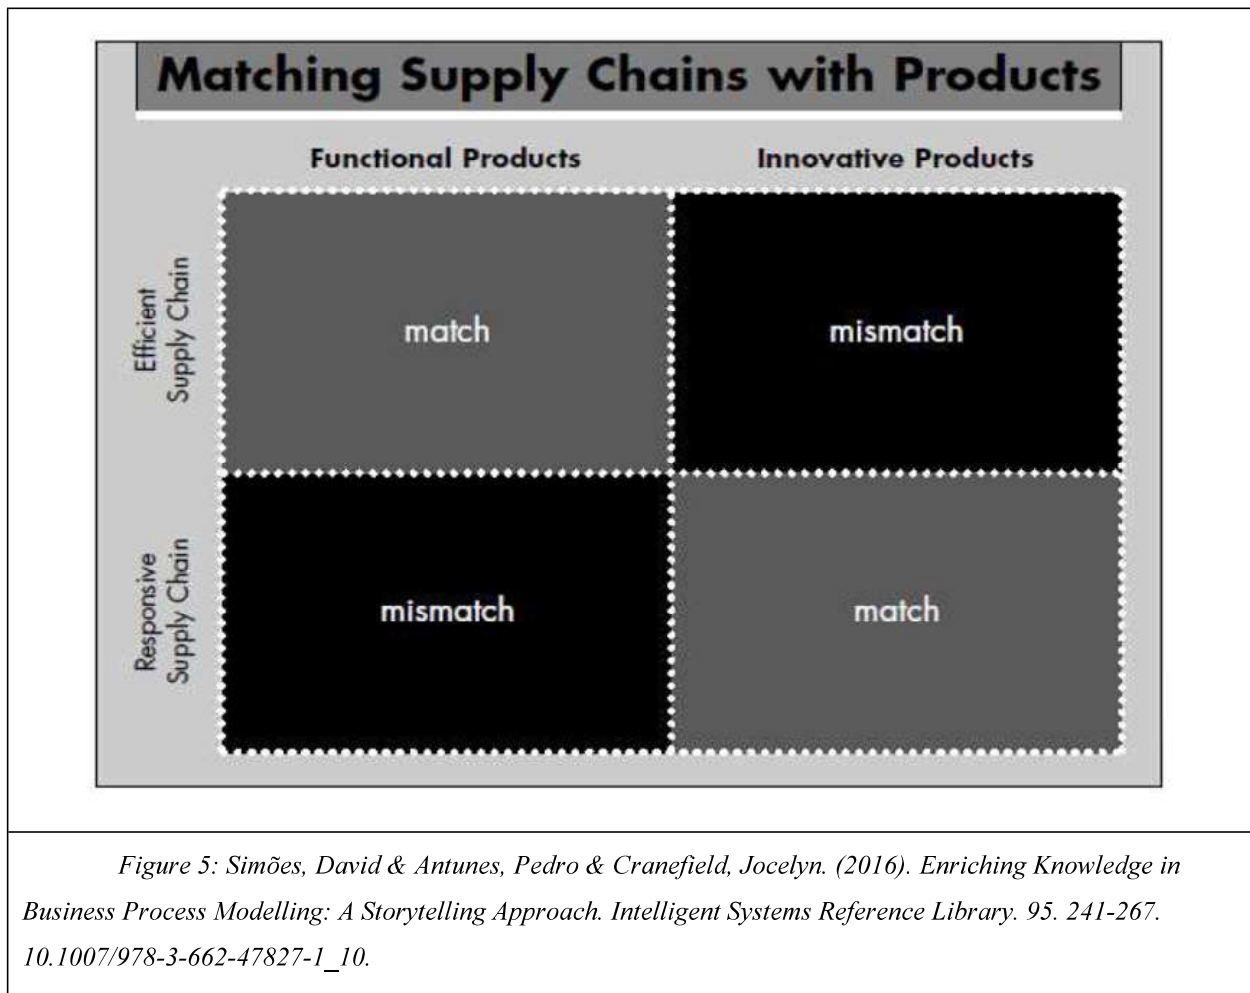 Matching Supply Chains with Products
Functional Products
Innovative Products
Efficient
Supply Chain
match
mismatch
Responsive
Supply Chain
mismatch
match
Figure 5: Simões, David & Antunes, Pedro & Cranefield, Jocelyn. (2016). Enriching Knowledge in
Business Process Modelling: A Storytelling Approach. Intelligent Systems Reference Library. 95. 241-267.
10.1007/978-3-662-47827-1_10.